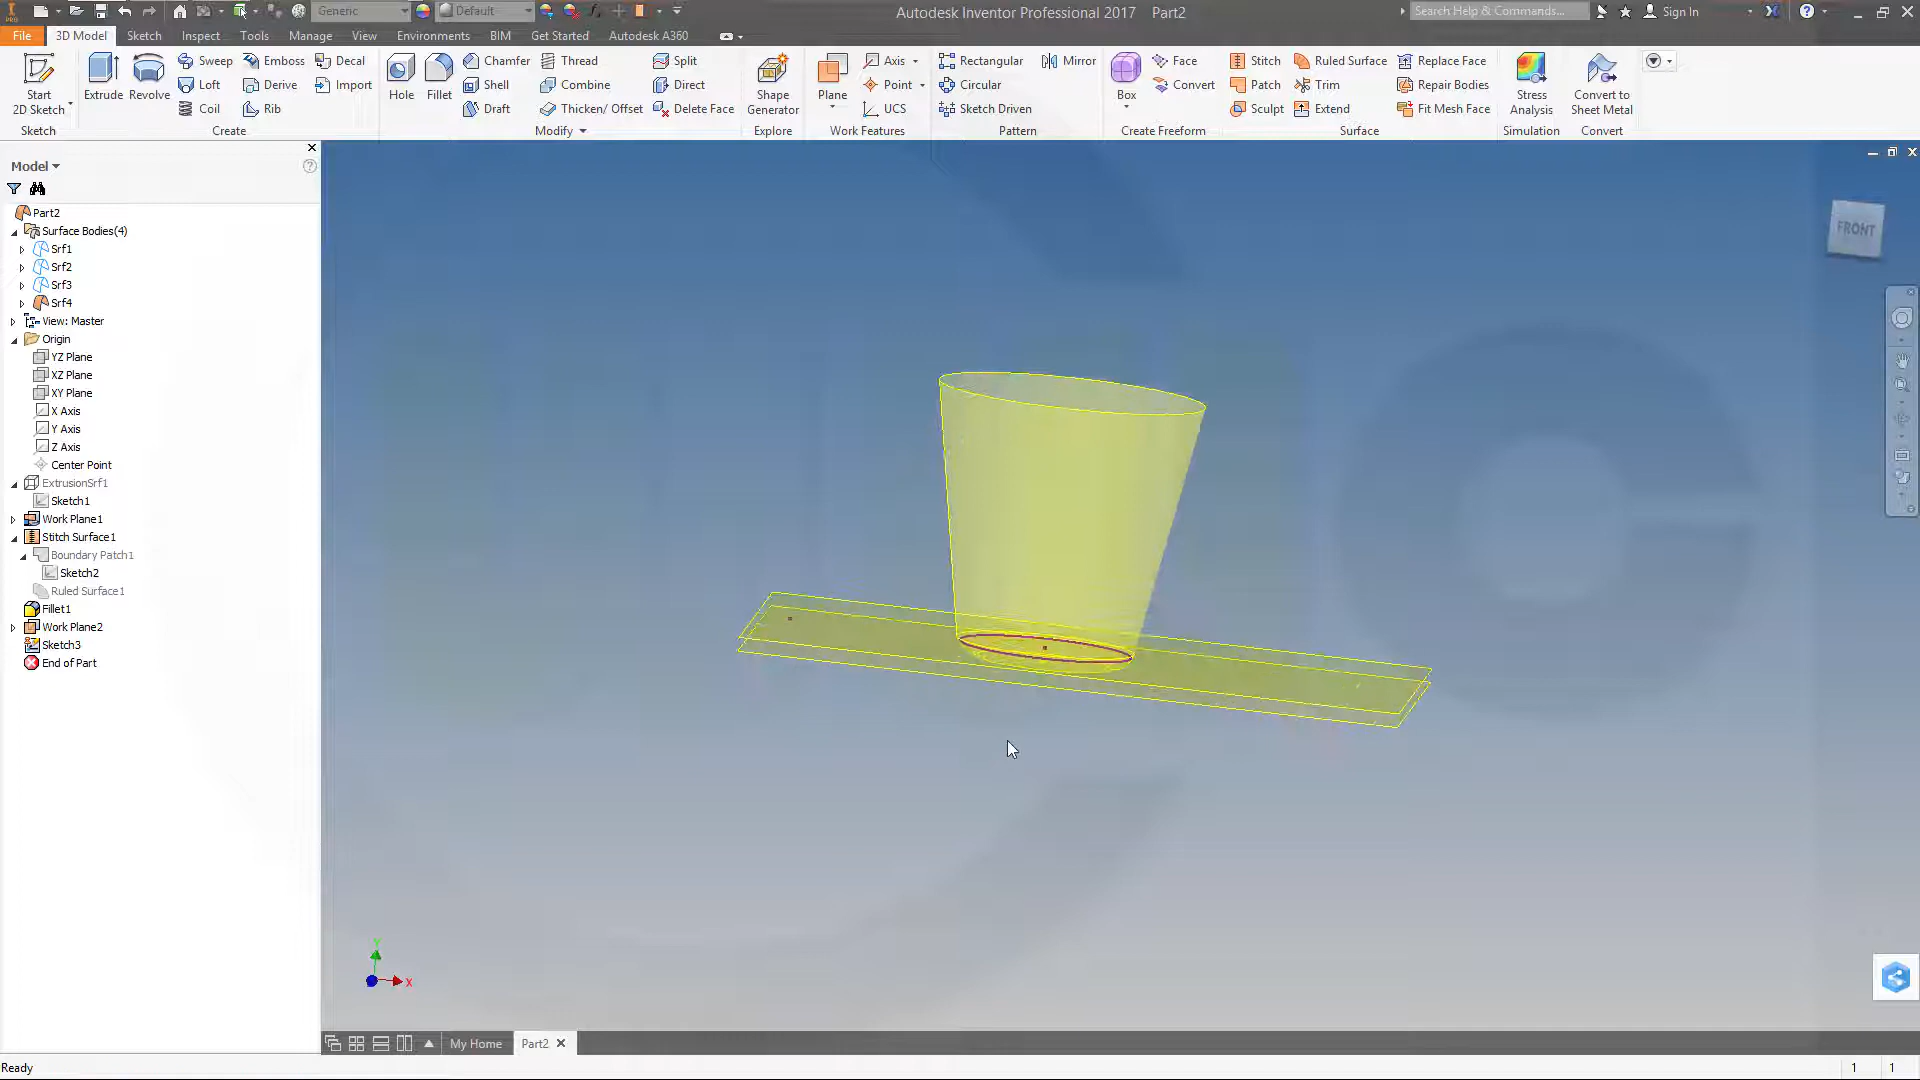 Generic
Default
Autodesk Inventor Professional 2017 Part2
Search Help & Commands...
Sign In
PRO
File
3D Model
Sketch
Inspect
Tools
Manage
View
Environments
BIM
Get Started
Autodesk A360
Start
2D Sketch
Extrude
Revolve
Sweep
Loft
Coil
Emboss
Derive
Rib
Decal
Import
Hole
Fillet
Chamfer
Shell
Draft
Thread
Combine
Thicken/ Offset
Split
Direct
Delete Face
Shape
Generator
Plane
Axis
Point
UCS
Rectangular
Circular
Sketch Driven
Mirror
Box
Face
Convert
Stitch
Patch
Sculpt
Ruled Surface
Trim
Extend
Replace Face
Repair Bodies
Fit Mesh Face
Stress
Analysis
Convert to
Sheet Metal
Sketch
Create
Modify
Explore
Work Features
Pattern
Create Freeform
Surface
Simulation
Convert
Model
Part2
Surface Bodies(4)
Srf1
Srf2
Srf3
Srf4
View: Master
Origin
YZ Plane
XZ Plane
XY Plane
X Axis
Y Axis
Z Axis
Center Point
ExtrusionSrf1
Sketch1
Work Plane1
Stitch Surface1
Boundary Patch1
Sketch2
Ruled Surface1
Fillet1
Work Plane2
Sketch3
End of Part
FRONT
Y
X
My Home
Part2
Ready
1 1